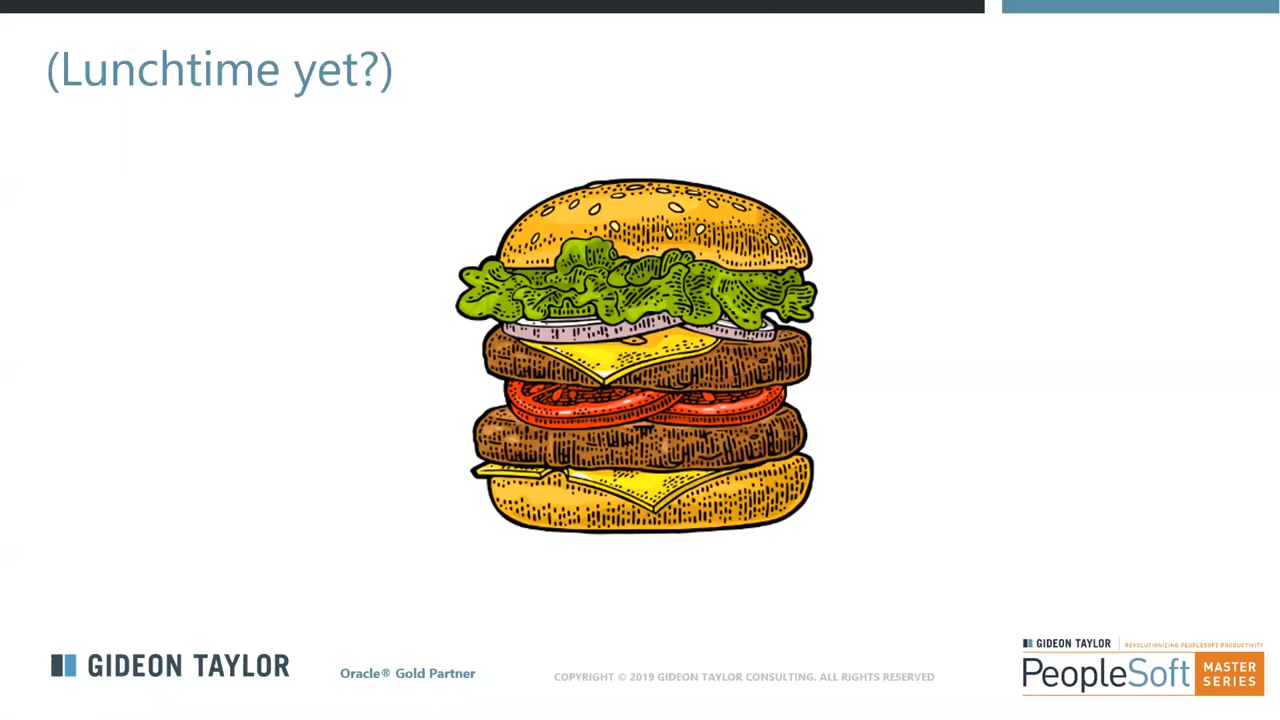 (Lunchtime yet?)
GIDEON TAYLOR
Oracle® Gold Partner
COPYRIGHT © 2019 GIDEON TAYLOR CONSULTING. ALL RIGHTS RESERVED
GIDEON TAYLOR
REVOLUTIONIZING PEOPLESOFT PRODUCTIVITY
PeopleSoft
MASTER
SERIES